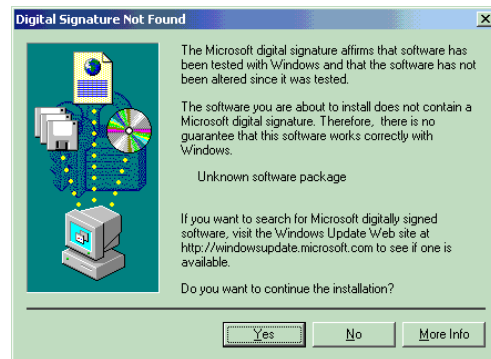 Digital Signature Not Found
The Microsoft digital signature affirms that software has
been tested with Windows and that the software has not
been altered since it was tested.
The software you are about to install does not contain a
Microsoft digital signature. Therefore, there is no
guarantee that this software works correctly with
Windows.
Unknown software package
If you want to search for Microsoft digitally signed
software, visit the Windows Update Web site at
http://windowsupdate.microsoft.com to see if one is
available.
Do you want to continue the installation?
Yes No More Info